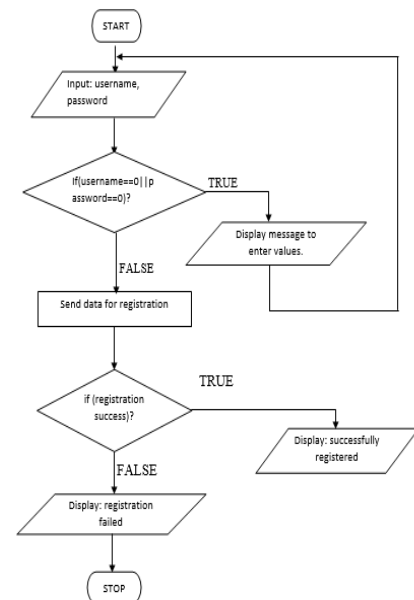 START
Input: username,
password
If(username==0||p
assword==0)?
TRUE
Display message to
enter values.
FALSE
Send data for registration
TRUE
if (registration
success)?
Display: successfully
registered
FALSE
Display: registration
failed
STOP